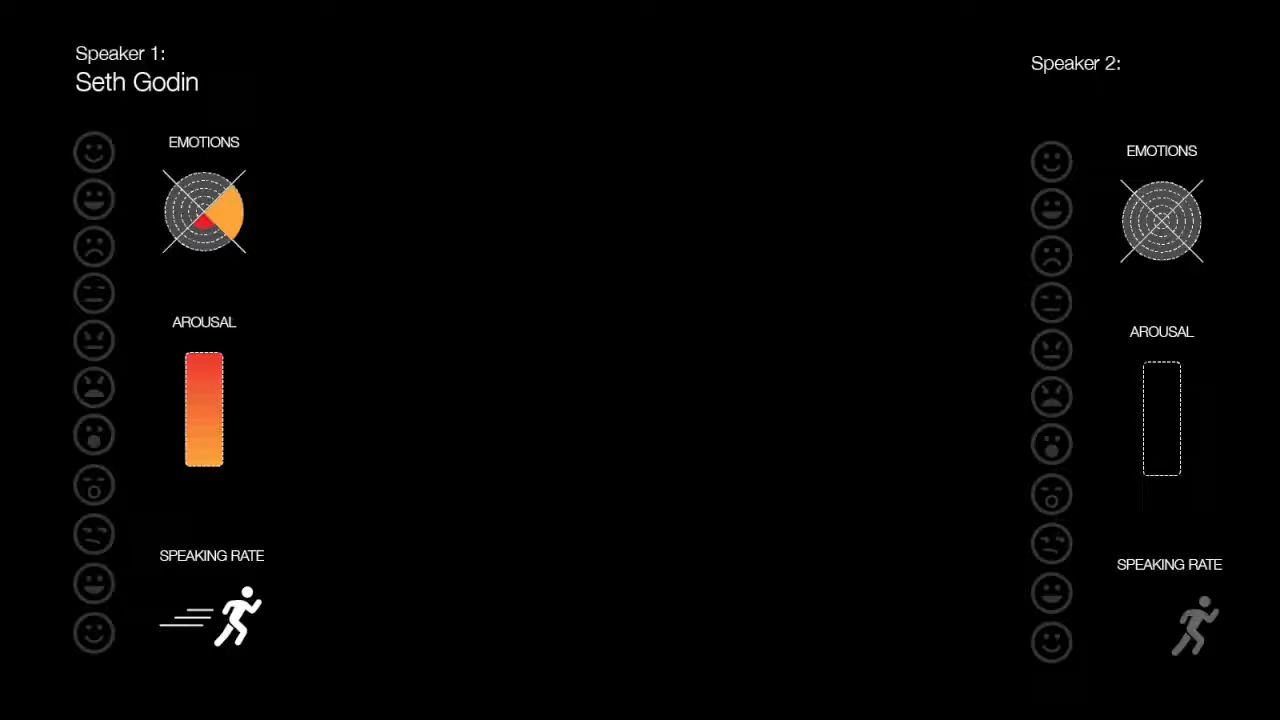 Speaker 1:
Seth Godin
EMOTIONS
AROUSAL
SPEAKING RATE
Speaker 2:
EMOTIONS
AROUSAL
SPEAKING RATE